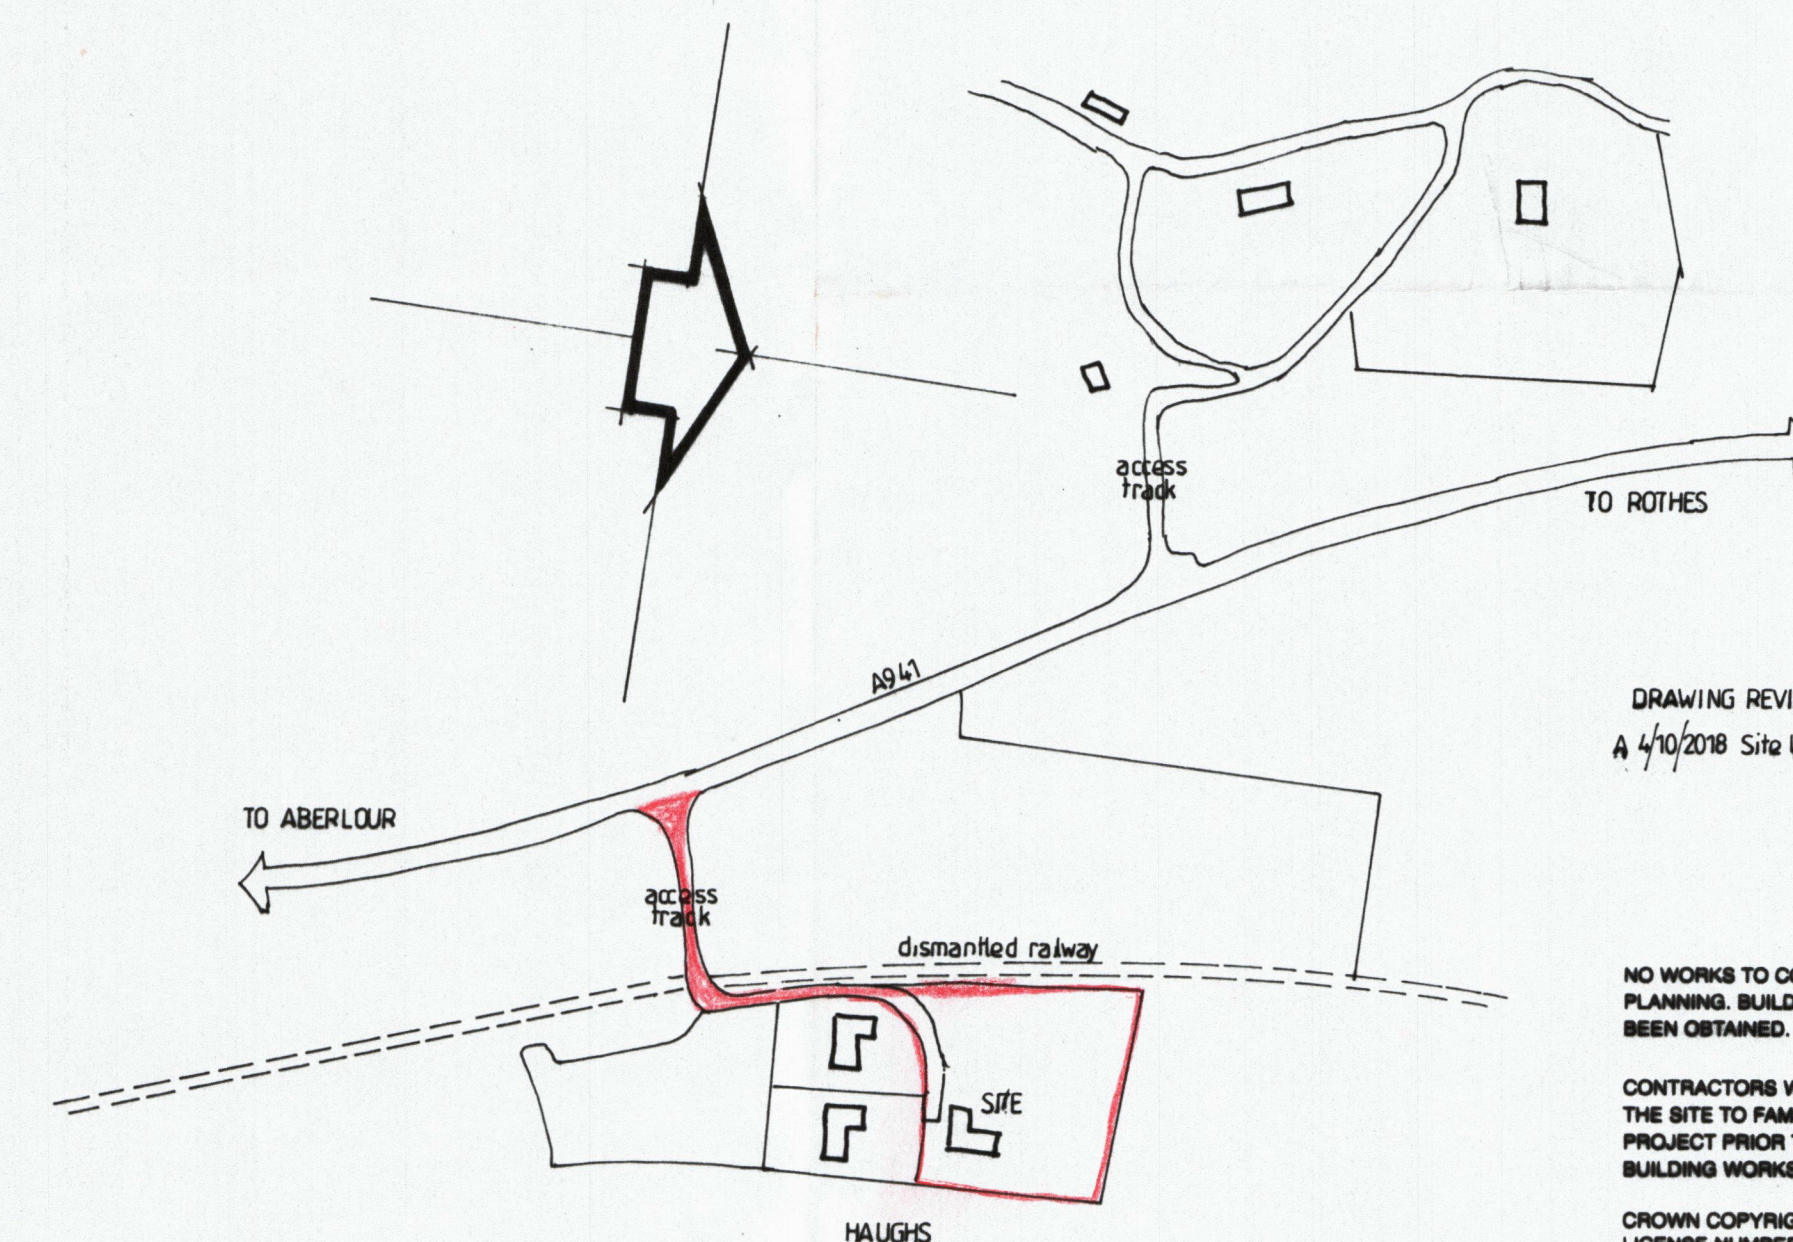 access
track
TO ROTHES
A941
DRAWING REVI
A 4/10/2018 Site
TO ABERLOUR
access
track
dismantled railway
SITE
HAUGHS
NO WORKS TO CO
PLANNING. BUILD
BEEN OBTAINED.
CONTRACTORS W
THE SITE TO FAM
PROJECT PRIOR
BUILDING WORKS
CROWN COPYRIG
LICENSE NUMBER